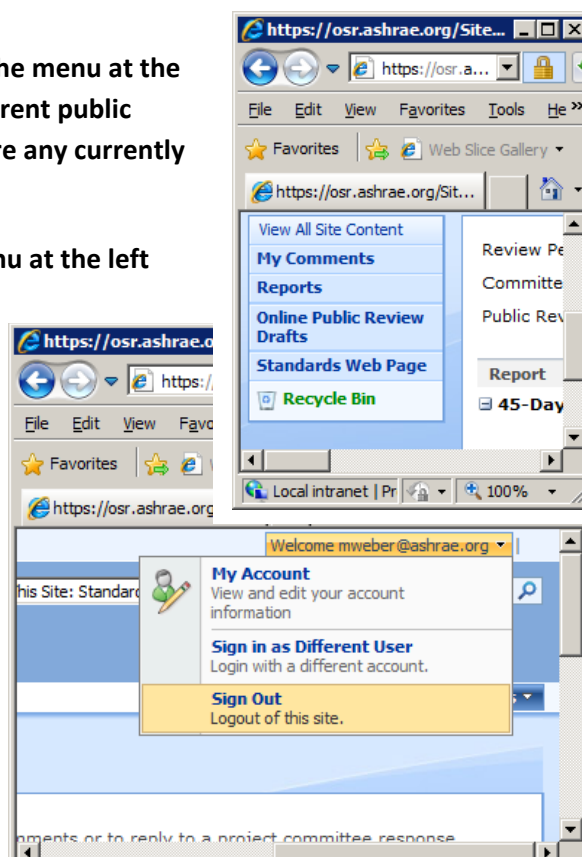 he menu at the
rent public
re any currently
nu at the left
https://osr.ashrae.org/Site...
https://osr.a...
File Edit View Favorites Tools He »
Favorites Web Slice Gallery
https://osr.ashrae.org/Sit...
View All Site Content
My Comments
Reports
Online Public Review
Drafts
Standards Web Page
Recycle Bin
Review Pe
Committe
Public Rev
Report
45-Day
Local intranet | Pr 100%
https://osr.ashrae.o
https:/
File Edit View Favo
Favorites
https://osr.ashrae.org
Welcome mweber@ashrae.org
his Site: Standard
My Account
View and edit your account
information
Sign in as Different User
Login with a different account.
Sign Out
Logout of this site.
mments or to reply to a project committee response